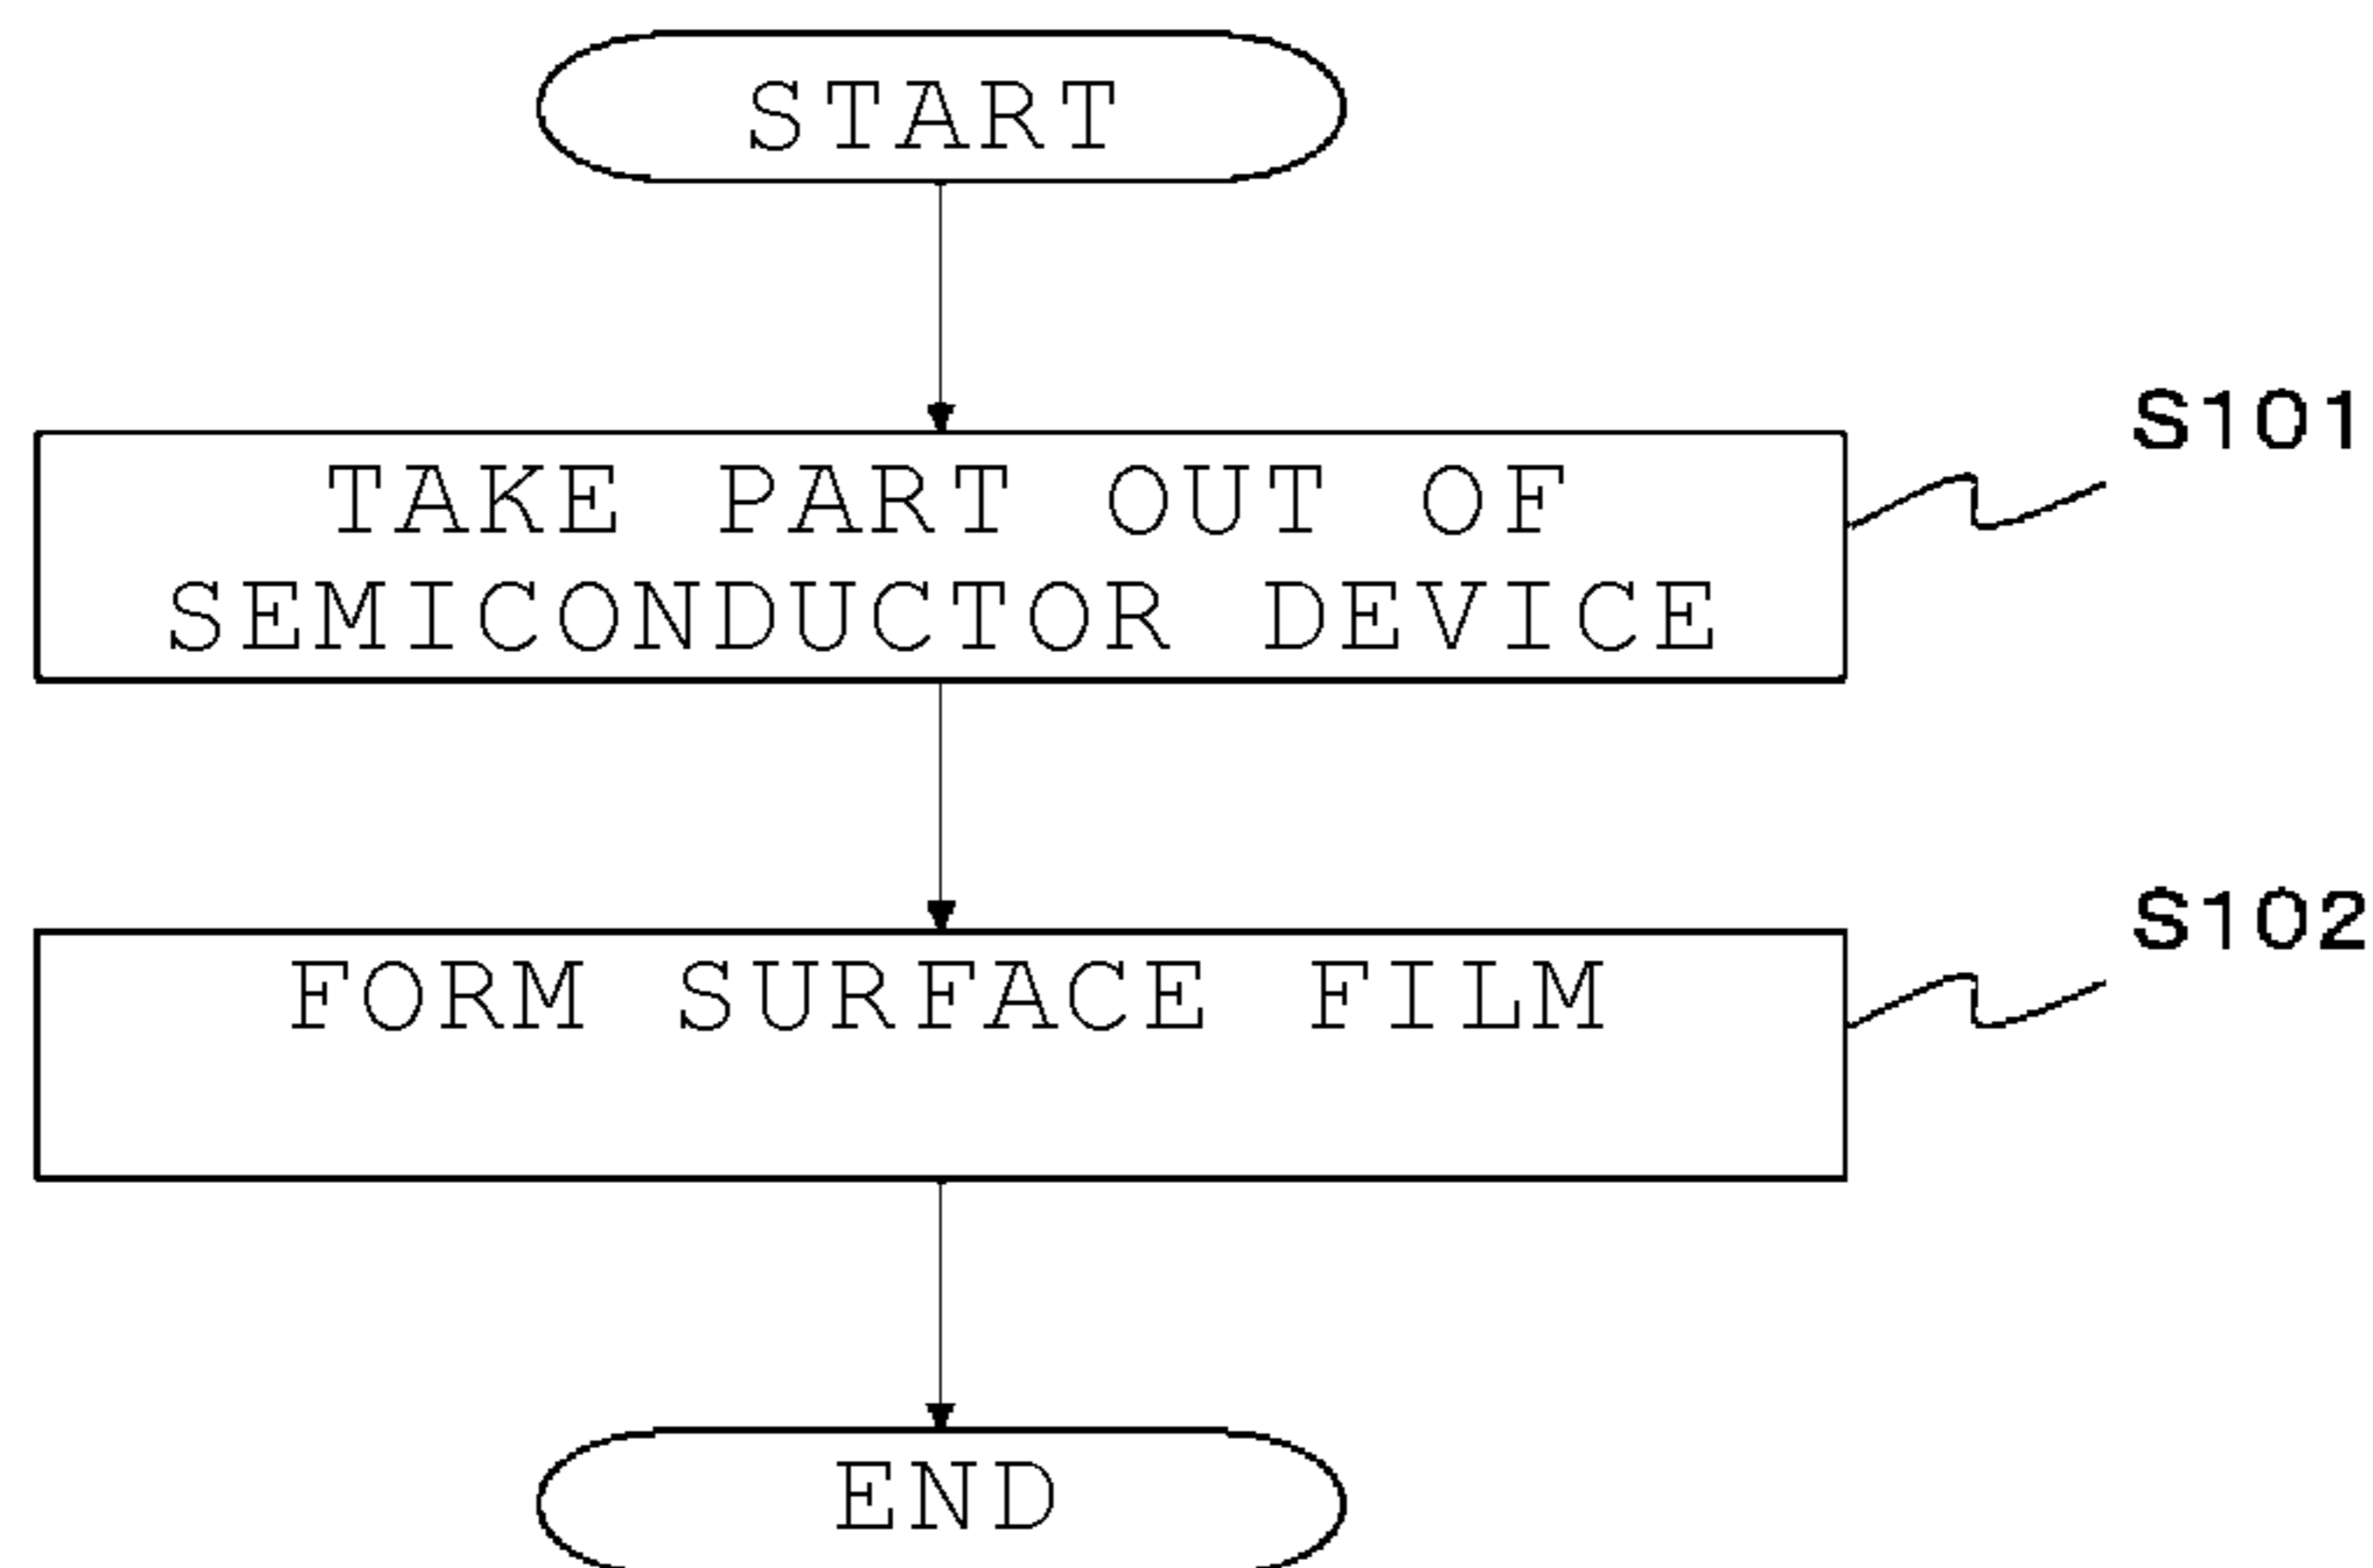 START
S101
TAKE PART OUT OF
SEMICONDUCTOR DEVICE
S102
FORM SURFACE FILM
END